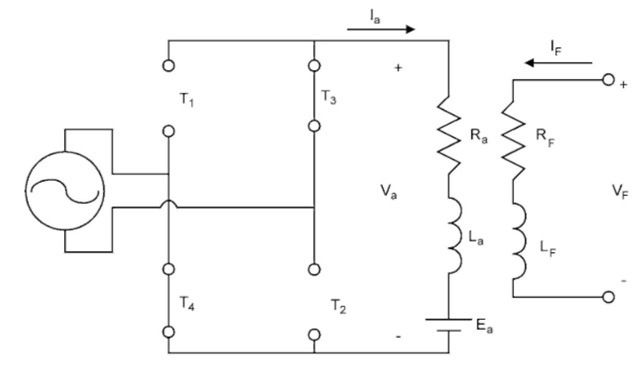 Ia
IF
+
+
T1
T3
Ra
RF
Va
VF
La
LF
T4
T2
Ea
-
-